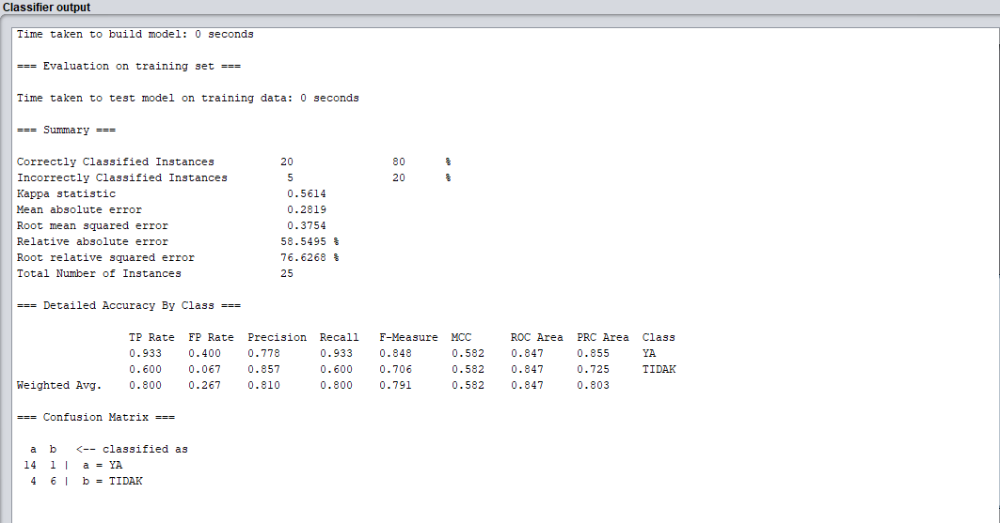 Classifier output
Time taken to build model: 0 seconds
=== Evaluation on training set ===
Time taken to test model on training data: 0 seconds
=== Summary ===
Correctly Classified Instances 20 80 %
Incorrectly Classified Instances 5 20 %
Kappa statistic 0.5614
Mean absolute error 0.2819
Root mean squared error 0.3754
Relative absolute error 58.5495 %
Root relative squared error 76.6268 %
Total Number of Instances 25
=== Detailed Accuracy By Class ===
TP Rate FP Rate Precision Recall F-Measure MCC ROC Area PRC Area Class
0.933 0.400 0.778 0.933 0.848 0.582 0.847 0.855 YA
0.600 0.067 0.857 0.600 0.706 0.582 0.847 0.725 TIDAK
Weighted Avg. 0.800 0.267 0.810 0.800 0.791 0.582 0.847 0.803
=== Confusion Matrix ===
a b <-- classified as
14 1 | a = YA
4 6 | b = TIDAK